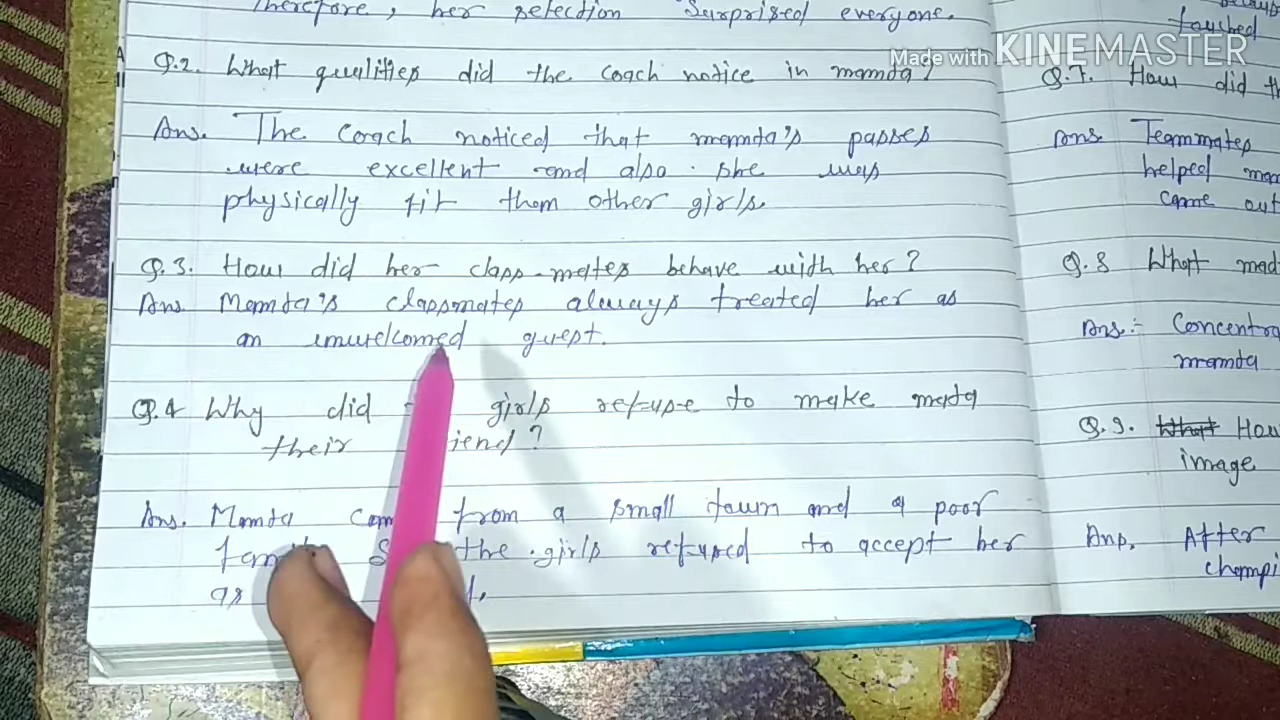 Therefore, her selection Surprised everyone.
Q.2. What qualities did the coach notice in mamta?
Ans. The coach noticed that mamta's passes
were excellent and also she was
physically fit them other girls.
Q.3. How did her class-mates behave with her?
Ans Mamta's classmates always treated her as
an unwelcomed guest.
Q.4 Why did girls refuse to make mata
their iend?
Ans. Mamta from a small town and a poor
the girls refused to accept her
as
touched
Q.7. How did th
Ans Teammates
helped mam
came out
Q.8 What mad
Ans:- Concentra
mamta
Q.9. What How
image
Ans. After
champi
Made with KINEMASTER